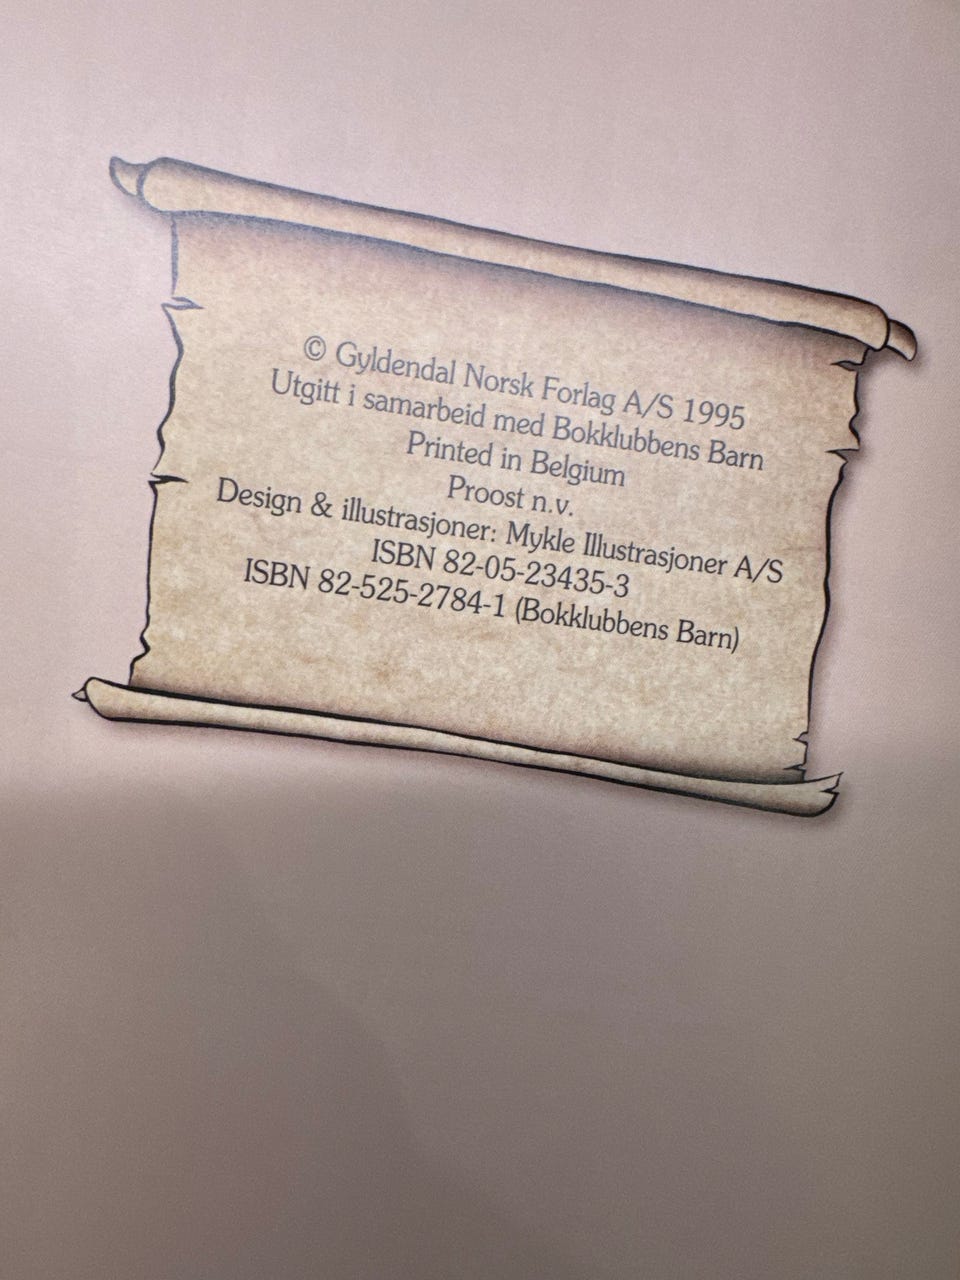 © Gyldendal Norsk Forlag A/S 1995
Utgitt i samarbeid med Bokklubbens Barn
Printed in Belgium
Proost n.v.
Design & illustrasjoner: Mykle Illustrasjoner A/S
ISBN 82-05-23435-3
ISBN 82-525-2784-1 (Bokklubbens Barn)